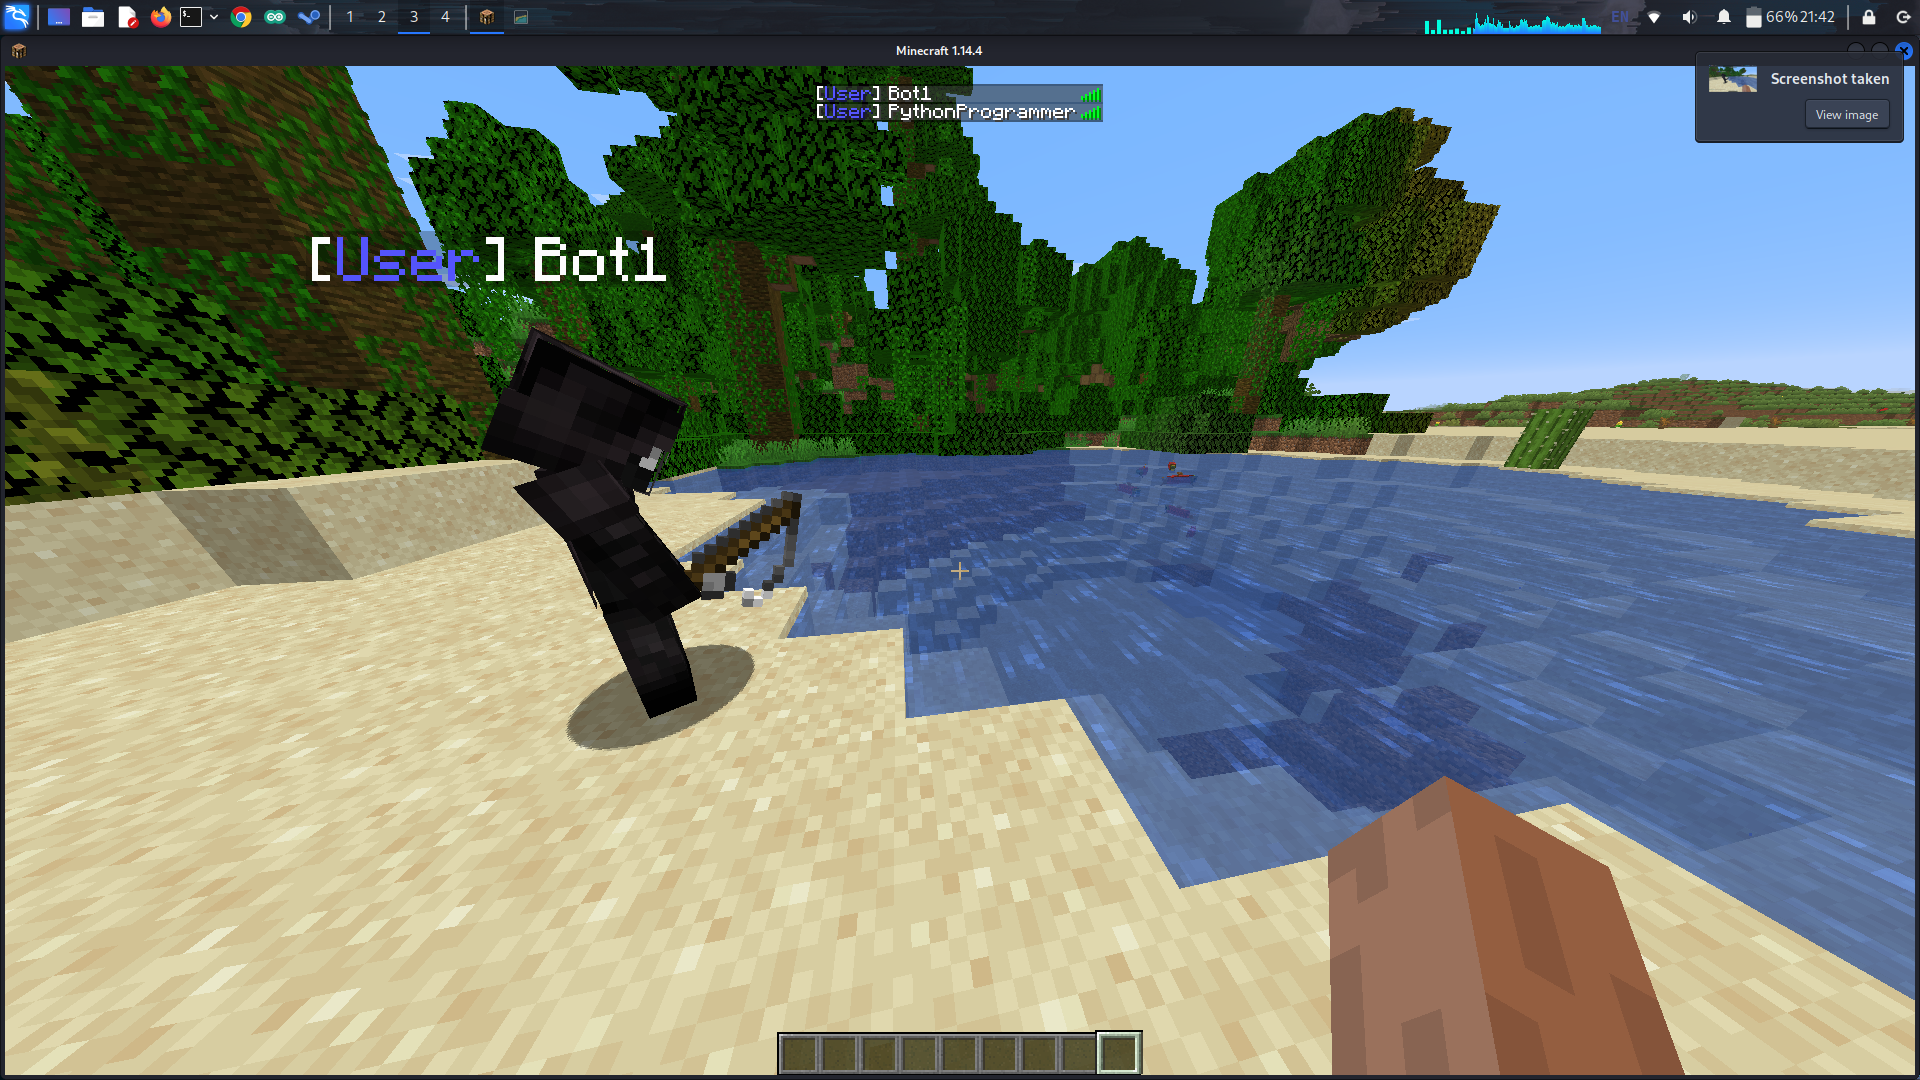 1 2 3 4
EN 66% 21:42
Minecraft 1.14.4
Screenshot taken
View image
[User] Bot1
[User] PythonProgrammer
[User] Bot1